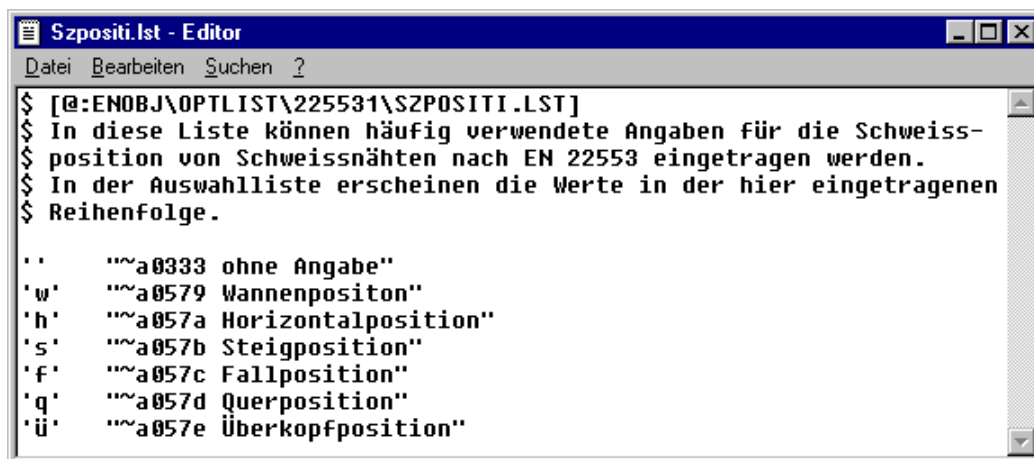 Szpositi.lst - Editor
Datei Bearbeiten Suchen ?
$ [@:ENOBJ\OPTLIST\225531\SZPOSITI.LST]
$ In diese Liste können häufig verwendete Angaben für die Schweiss-
$ position von Schweissnähten nach EN 22553 eingetragen werden.
$ In der Auswahlliste erscheinen die Werte in der hier eingetragenen
$ Reihenfolge.
' ' "~a0333 ohne Angabe"
'w' "~a0579 Wannenpositon"
'h' "~a057a Horizontalposition"
's' "~a057b Steigposition"
'f' "~a057c Fallposition"
'q' "~a057d Querposition"
'ü' "~a057e Überkopfposition"